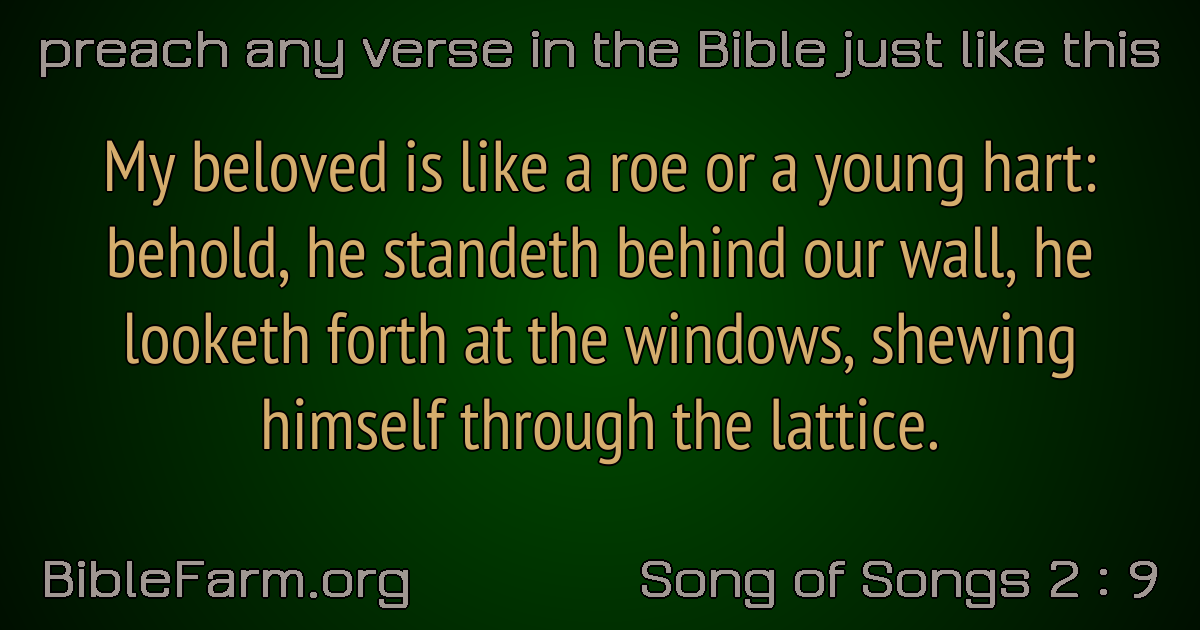 preach any verse in the Bible just like this
My beloved is like a roe or a young hart:
behold, he standeth behind our wall, he
looketh forth at the windows, shewing
himself through the lattice.
BibleFarm.org
Song of Songs 2 : 9